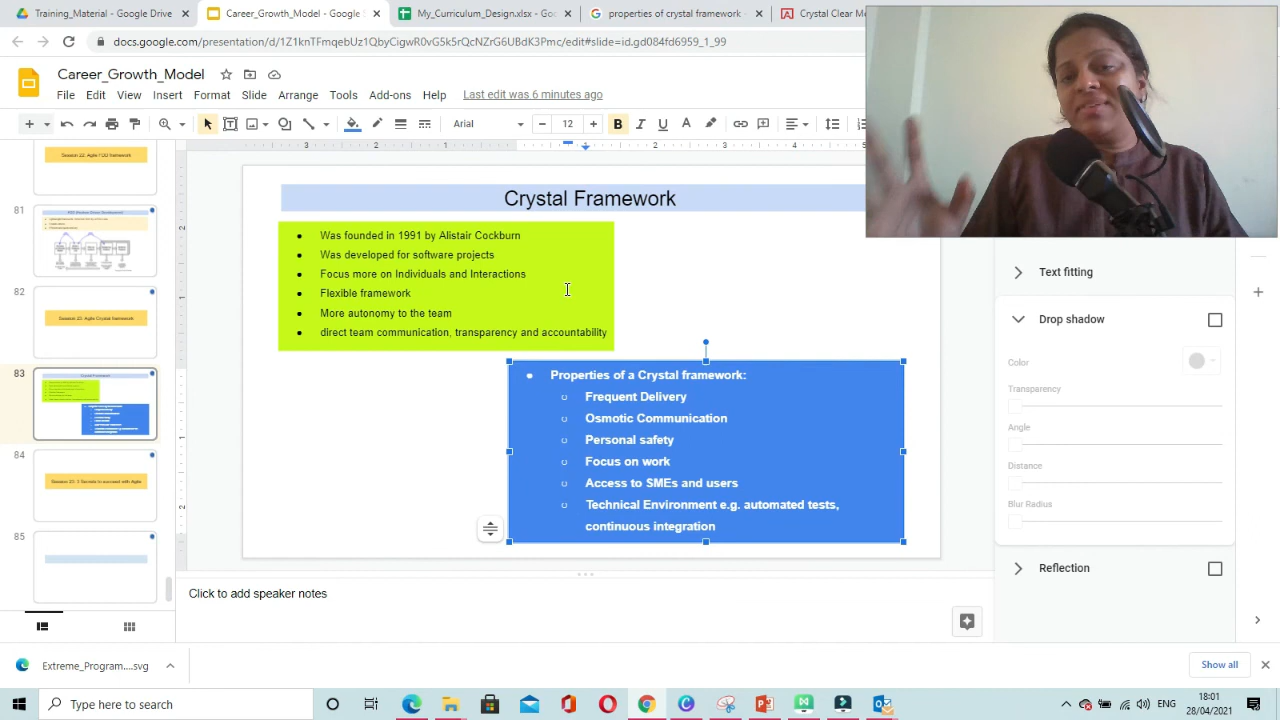 Training_Material - Google D
Career_Growth_Model - Google S
My_Curriculum_Design.xlsx - Goo
properties of crystal framework -
Crystal Clear Me
docs.google.com/presentation/d/1Z1knTFmqebUz1QbyCigwR0vG5k5rQcNZrG6UBdK3Pmc/edit#slide=id.gd084fd6959_1_99
Career_Growth_Model
File Edit View Insert Format Slide Arrange Tools Add-ons Help Last edit was 6 minutes ago
Arial 12 B I U A
Session 22: Agile FDD framework
81
82
Session 23: Agile Crystal framework
83
84
85
Crystal Framework
Was founded in 1991 by Alistair Cockburn
Was developed for software projects
Focus more on Individuals and Interactions
Flexible framework
More autonomy to the team
direct team communication, transparency and accountability
Properties of a Crystal framework:
Frequent Delivery
Osmotic Communication
Personal safety
Focus on work
Access to SMEs and users
Technical Environment e.g. automated tests,
continuous integration
Click to add speaker notes
Text fitting
Drop shadow
Color
Transparency
Angle
Distance
Blur Radius
Reflection
Extreme_Program....svg
Show all
Type here to search
ENG
18:01
28/04/2021